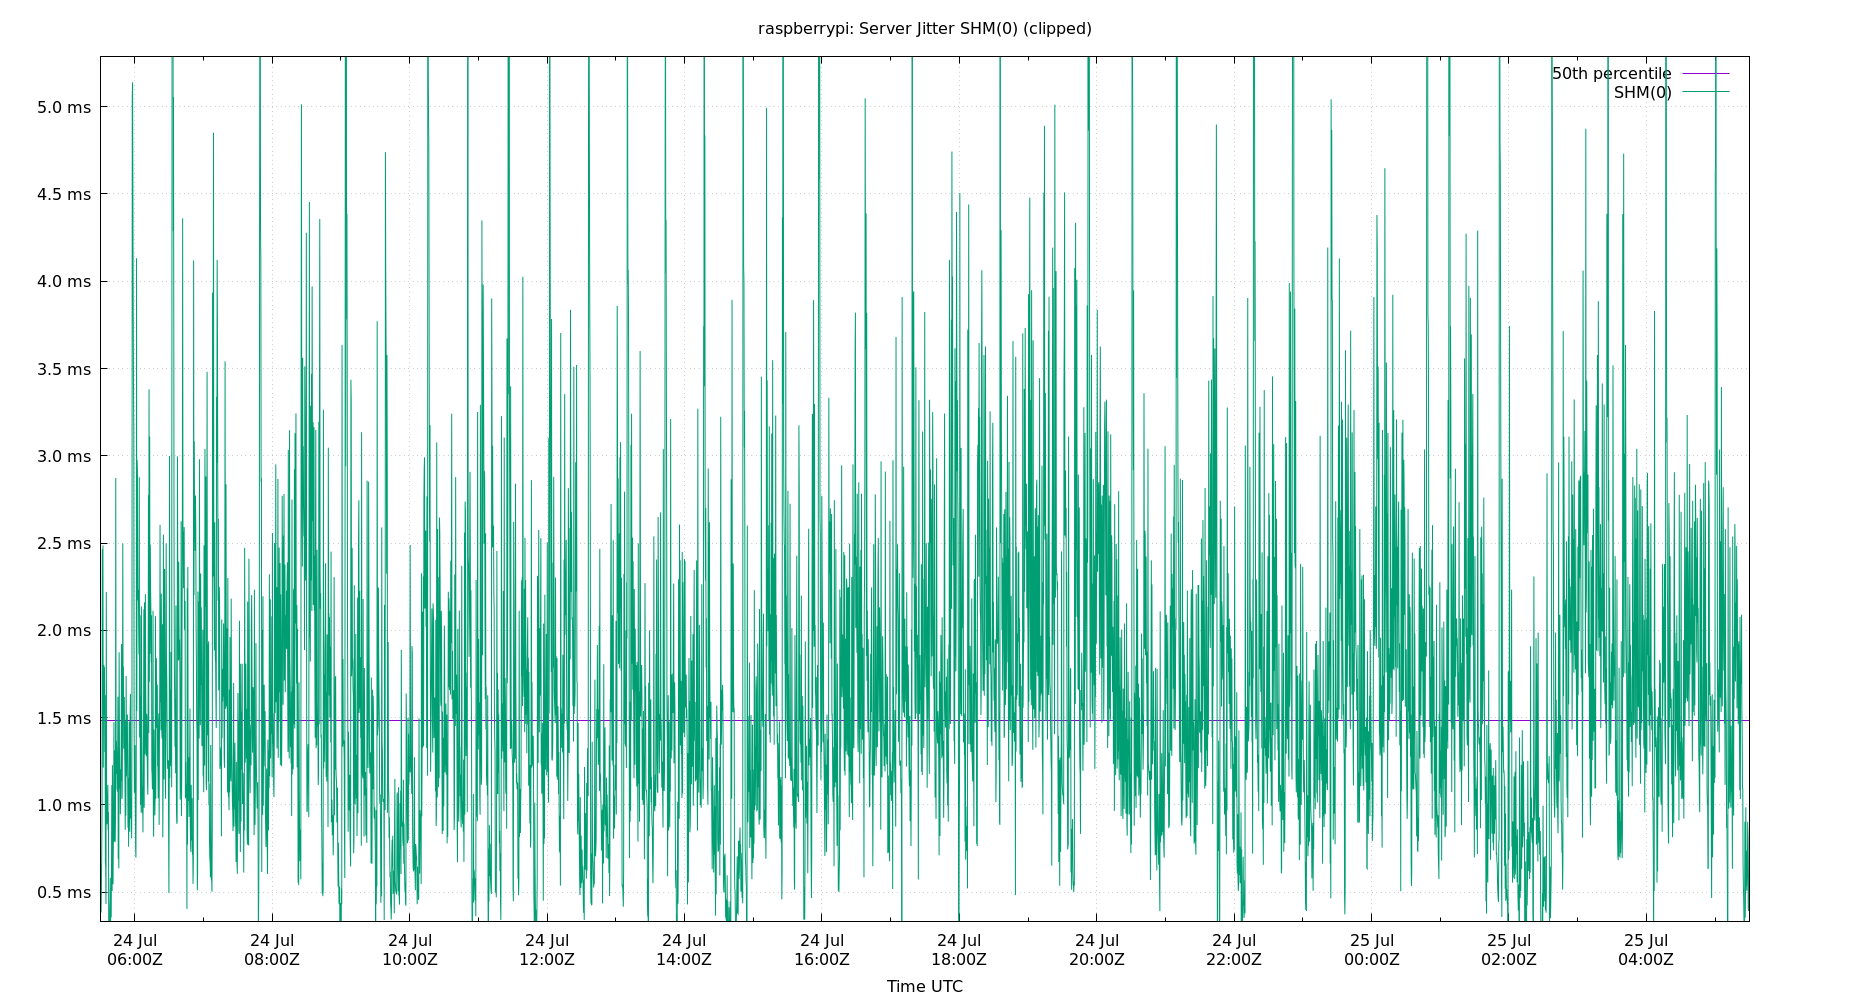 raspberrypi: Server Jitter SHM(0) (clipped)
50th percentile
SHM(0)
5.0 ms
4.5 ms
4.0 ms
3.5 ms
3.0 ms
2.5 ms
2.0 ms
1.5 ms
1.0 ms
0.5 ms
24 Jul 24 Jul 24 Jul 24 Jul 24 Jul 24 Jul 24 Jul 24 Jul 24 Jul 25 Jul 25 Jul 25 Jul
06:00Z 08:00Z 10:00Z 12:00Z 14:00Z 16:00Z 18:00Z 20:00Z 22:00Z 00:00Z 02:00Z 04:00Z
Time UTC